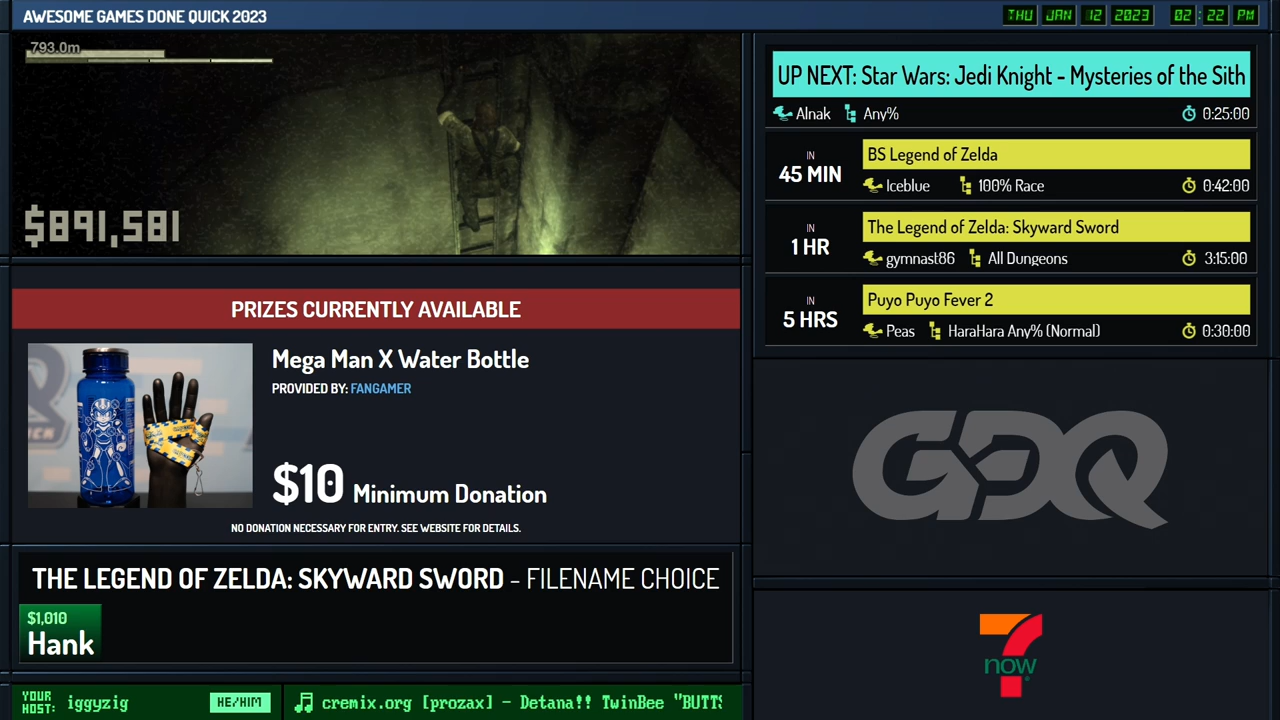 AWESOME GAMES DONE QUICK 2023
THU JAN 12 2023 02:22 PM
793.0m
$891,581
UP NEXT: Star Wars: Jedi Knight - Mysteries of the Sith
Alnak Any% 0:25:00
IN 45 MIN
BS Legend of Zelda
Iceblue 100% Race 0:42:00
IN 1 HR
The Legend of Zelda: Skyward Sword
gymnast86 All Dungeons 3:15:00
IN 5 HRS
Puyo Puyo Fever 2
Peas HaraHara Any% (Normal) 0:30:00
PRIZES CURRENTLY AVAILABLE
Mega Man X Water Bottle
PROVIDED BY: FANGAMER
$10 Minimum Donation
NO DONATION NECESSARY FOR ENTRY. SEE WEBSITE FOR DETAILS.
GDQ
THE LEGEND OF ZELDA: SKYWARD SWORD - FILENAME CHOICE
$1,010
Hank
7
NOW
YOUR HOST: iggyzig HE/HIM
cremix.org [prozax] - Detana!! TwinBee "BUTTS